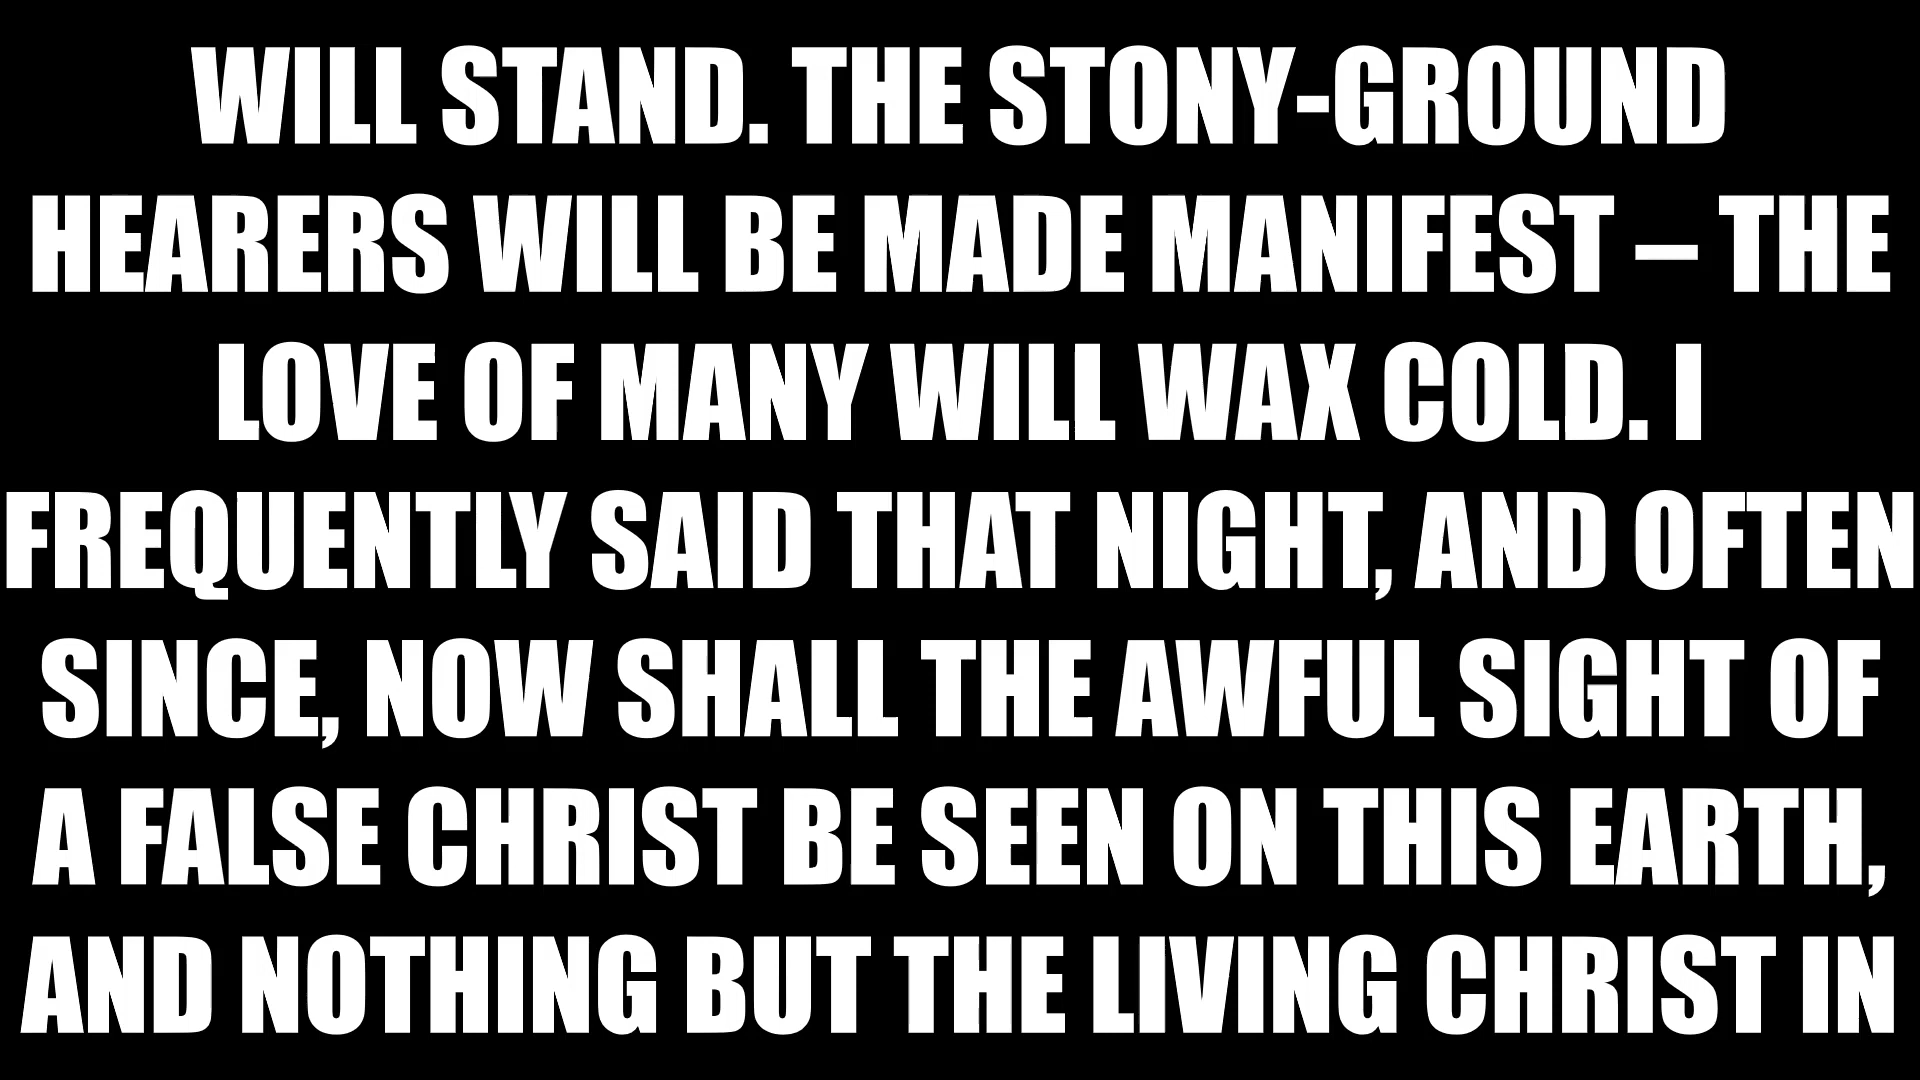 WILL STAND. THE STONY-GROUND
HEARERS WILL BE MADE MANIFEST – THE
LOVE OF MANY WILL WAX COLD. I
FREQUENTLY SAID THAT NIGHT, AND OFTEN
SINCE, NOW SHALL THE AWFUL SIGHT OF
A FALSE CHRIST BE SEEN ON THIS EARTH,
AND NOTHING BUT THE LIVING CHRIST IN